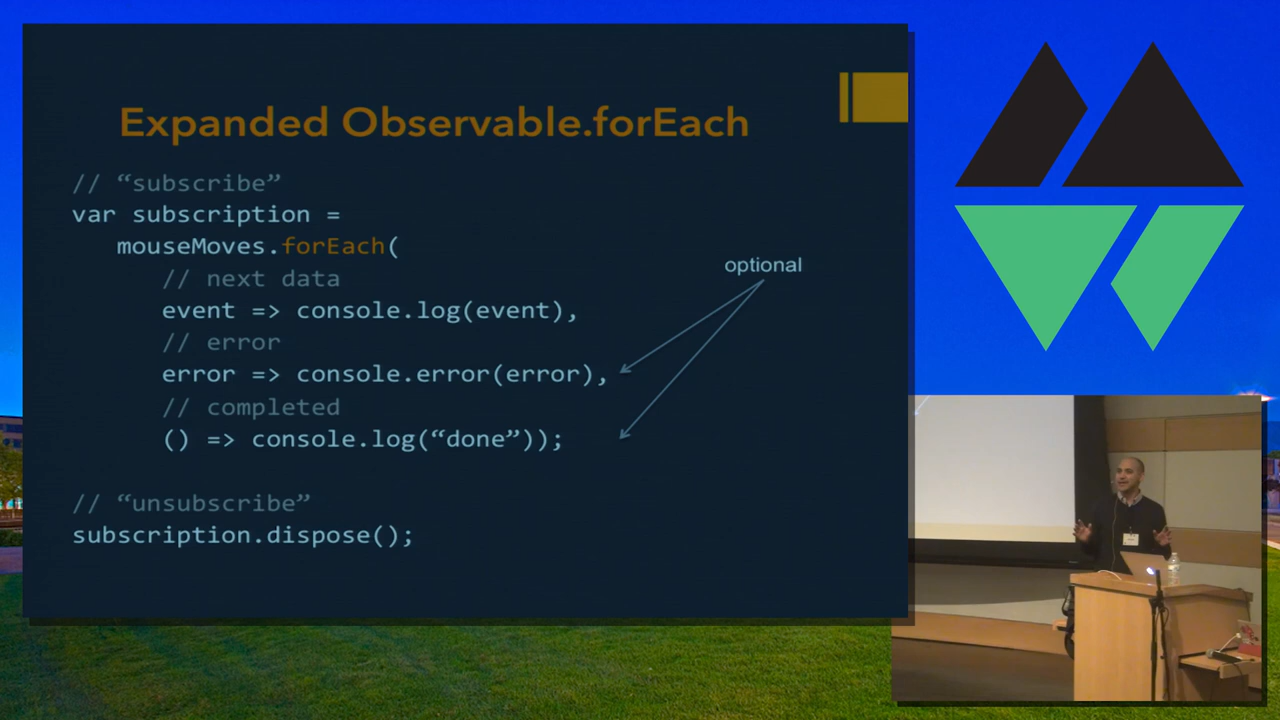 Expanded Observable.forEach
// “subscribe”
var subscription =
mouseMoves.forEach(
// next data
event => console.log(event),
// error
error => console.error(error),
// completed
() => console.log(“done”));
optional
// “unsubscribe”
subscription.dispose();